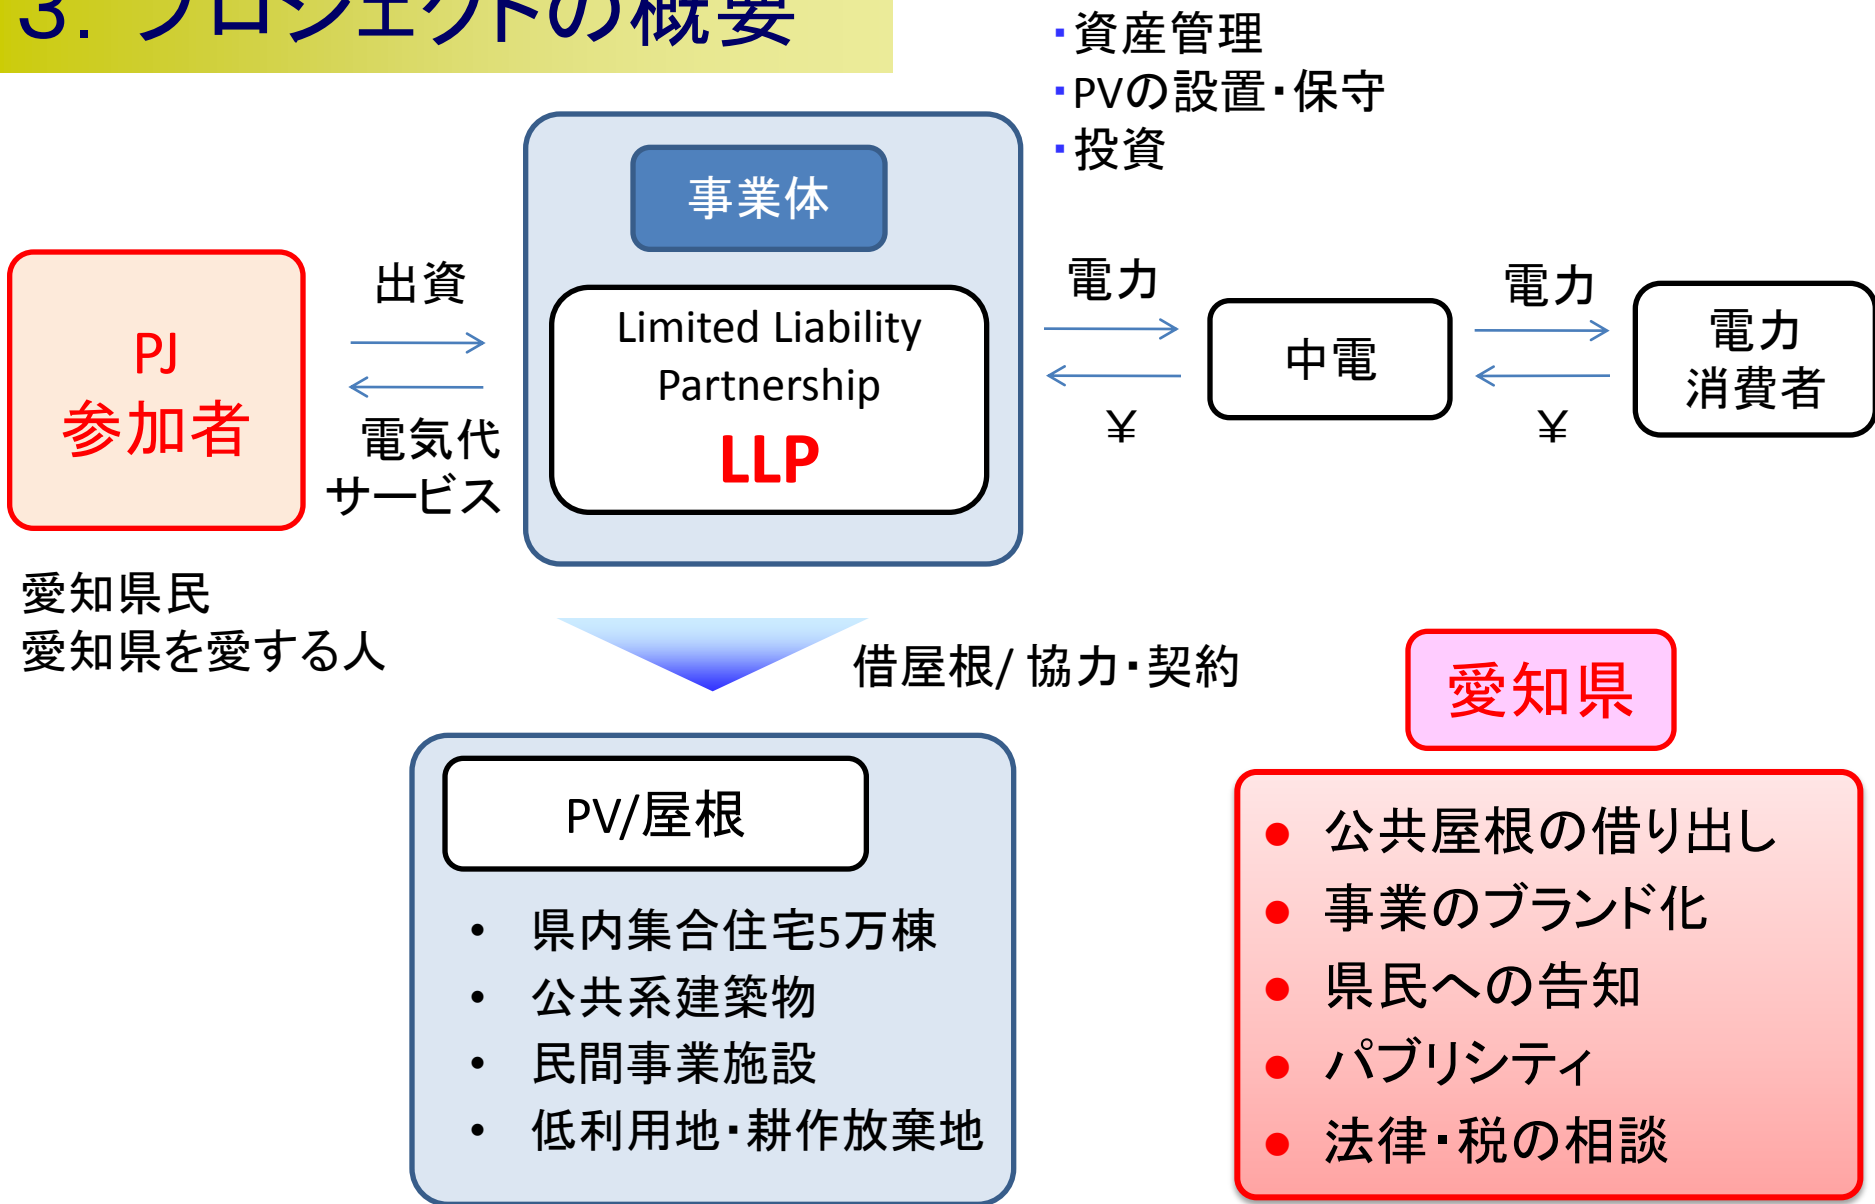 3. プロジェクトの概要
・資産管理
・PVの設置・保守
・投資
事業体
Limited Liability
Partnership
LLP
PJ
参加者
出資
電気代
サービス
電力
¥
中電
電力
¥
電力
消費者
愛知県民
愛知県を愛する人
借屋根/ 協力・契約
PV/屋根
• 県内集合住宅5万棟
• 公共系建築物
• 民間事業施設
• 低利用地・耕作放棄地
愛知県
● 公共屋根の借り出し
● 事業のブランド化
● 県民への告知
● パブリシティ
● 法律・税の相談